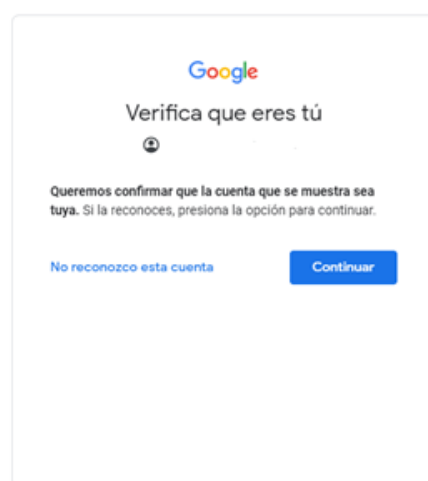 Google
Verifica que eres tú
Queremos confirmar que la cuenta que se muestra sea
tuya. Si la reconoces, presiona la opción para continuar.
No reconozco esta cuenta
Continuar